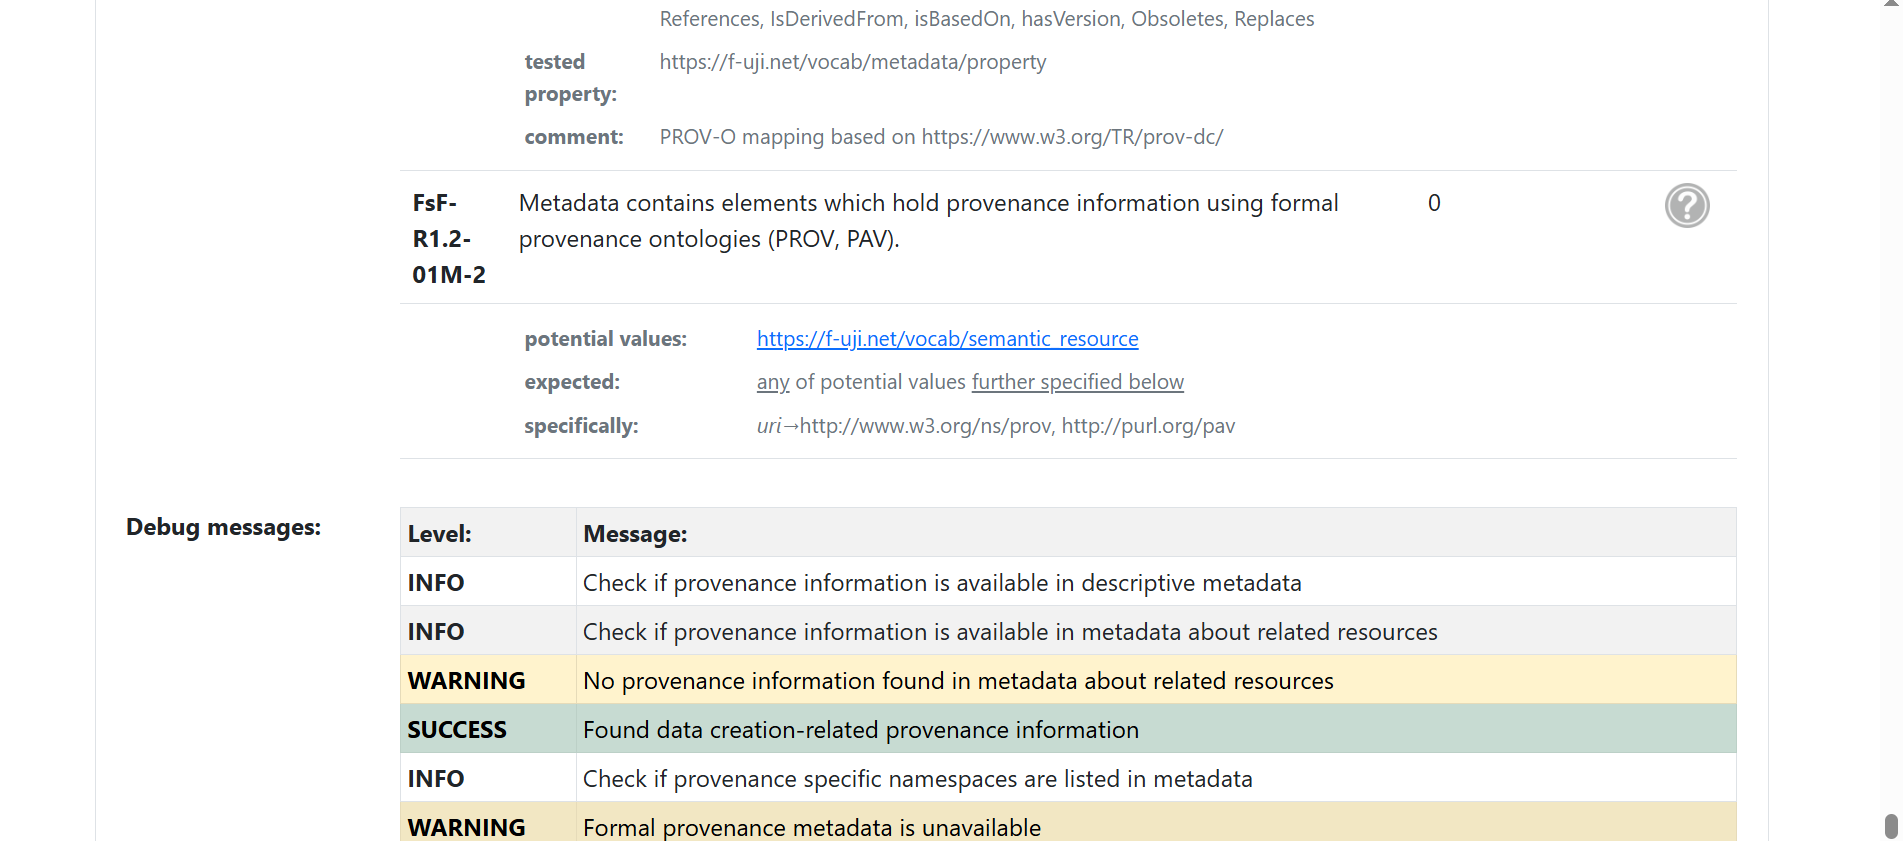 References, IsDerivedFrom, isBasedOn, hasVersion, Obsoletes, Replaces
tested property: https://f-uji.net/vocab/metadata/property
comment: PROV-O mapping based on https://www.w3.org/TR/prov-dc/
FsF-R1.2-01M-2
Metadata contains elements which hold provenance information using formal
provenance ontologies (PROV, PAV).
0
?
potential values: https://f-uji.net/vocab/semantic_resource
expected: any of potential values further specified below
specifically: uri→http://www.w3.org/ns/prov, http://purl.org/pav
Debug messages:
Level: Message:
INFO Check if provenance information is available in descriptive metadata
INFO Check if provenance information is available in metadata about related resources
WARNING No provenance information found in metadata about related resources
SUCCESS Found data creation-related provenance information
INFO Check if provenance specific namespaces are listed in metadata
WARNING Formal provenance metadata is unavailable